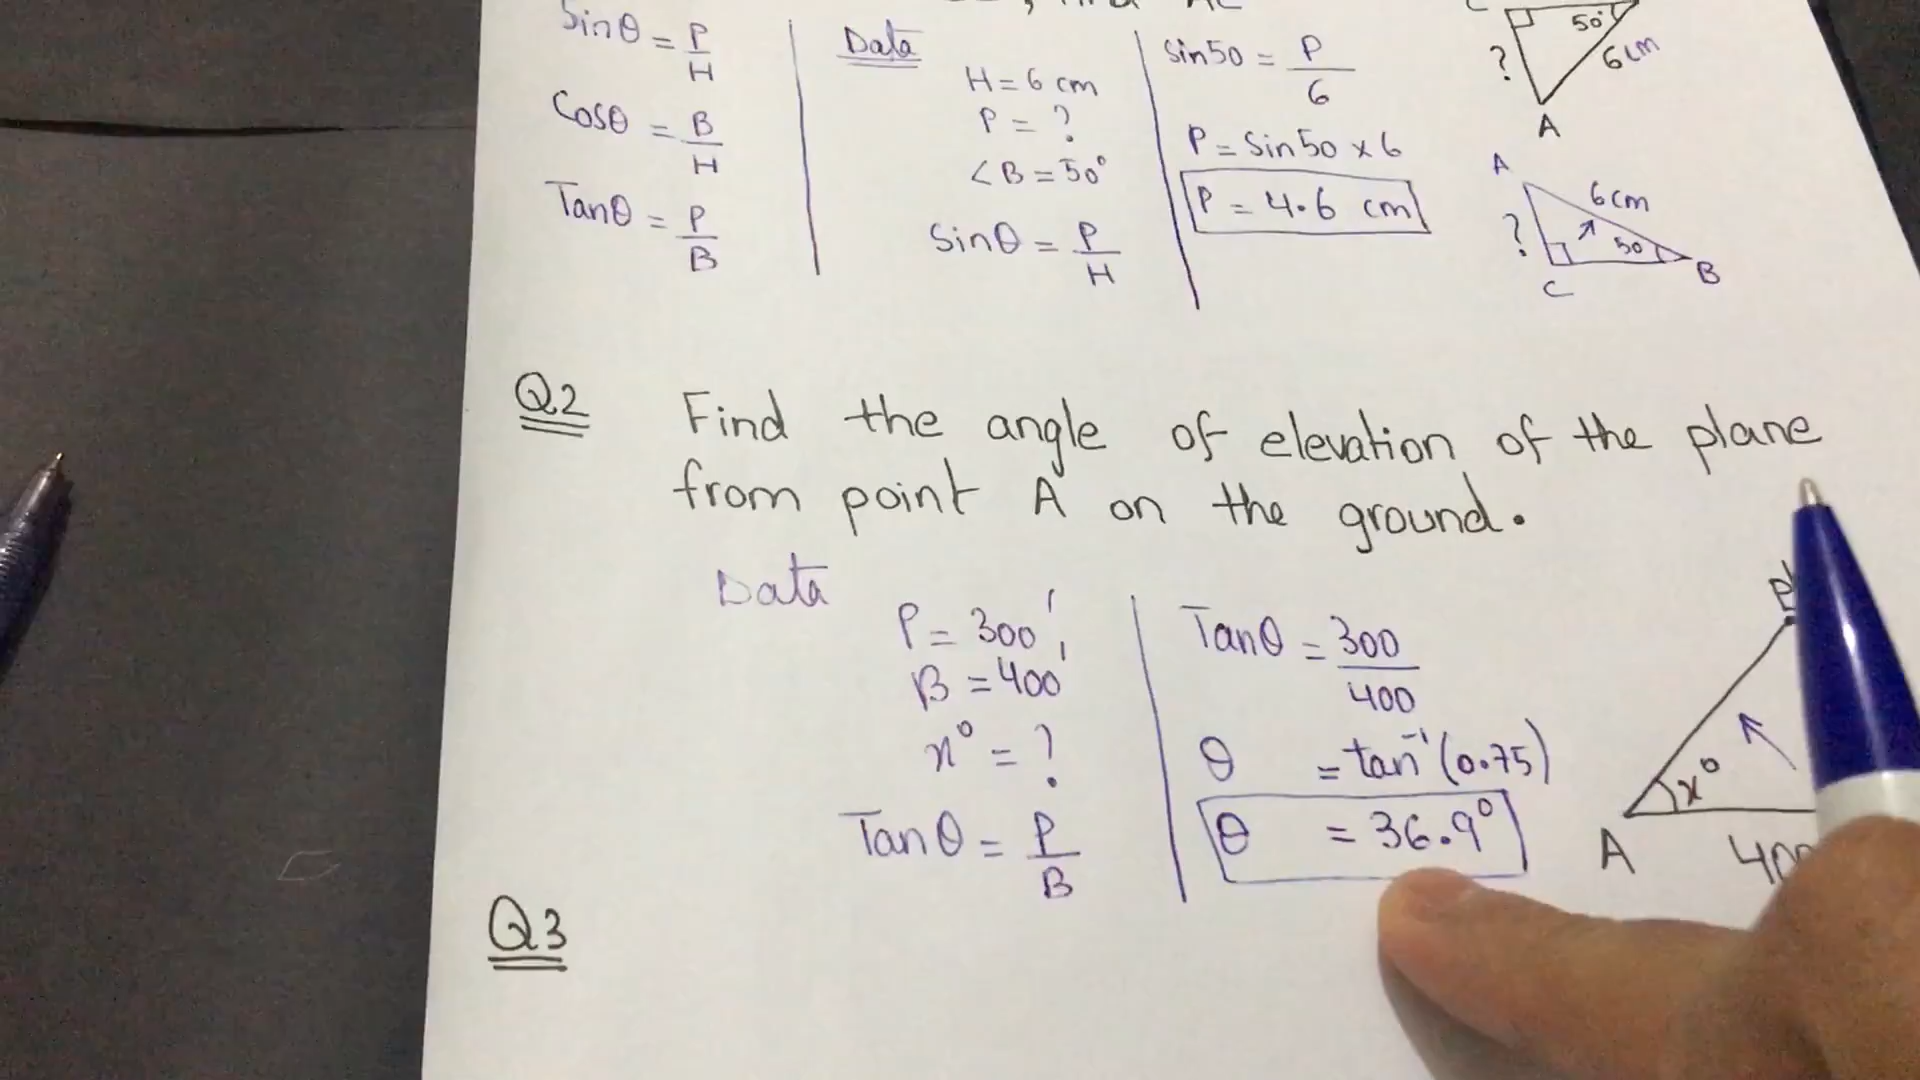 Sinθ = P/H
Cosθ = B/H
Tanθ = P/B
Data
H = 6 cm
P = ?
<B = 50°
Sinθ = P/H
Sin50 = P/6
P = Sin50 × 6
P = 4.6 cm
50°
?
6cm
A
A
6cm
?
50
C
B
Q2
Find the angle of elevation of the plane
from point A on the ground.
Data
P = 300'
B = 400'
x° = ?
Tanθ = P/B
Tanθ = 300/400
θ = tan⁻¹(0.75)
θ = 36.9°
x°
A
Q3